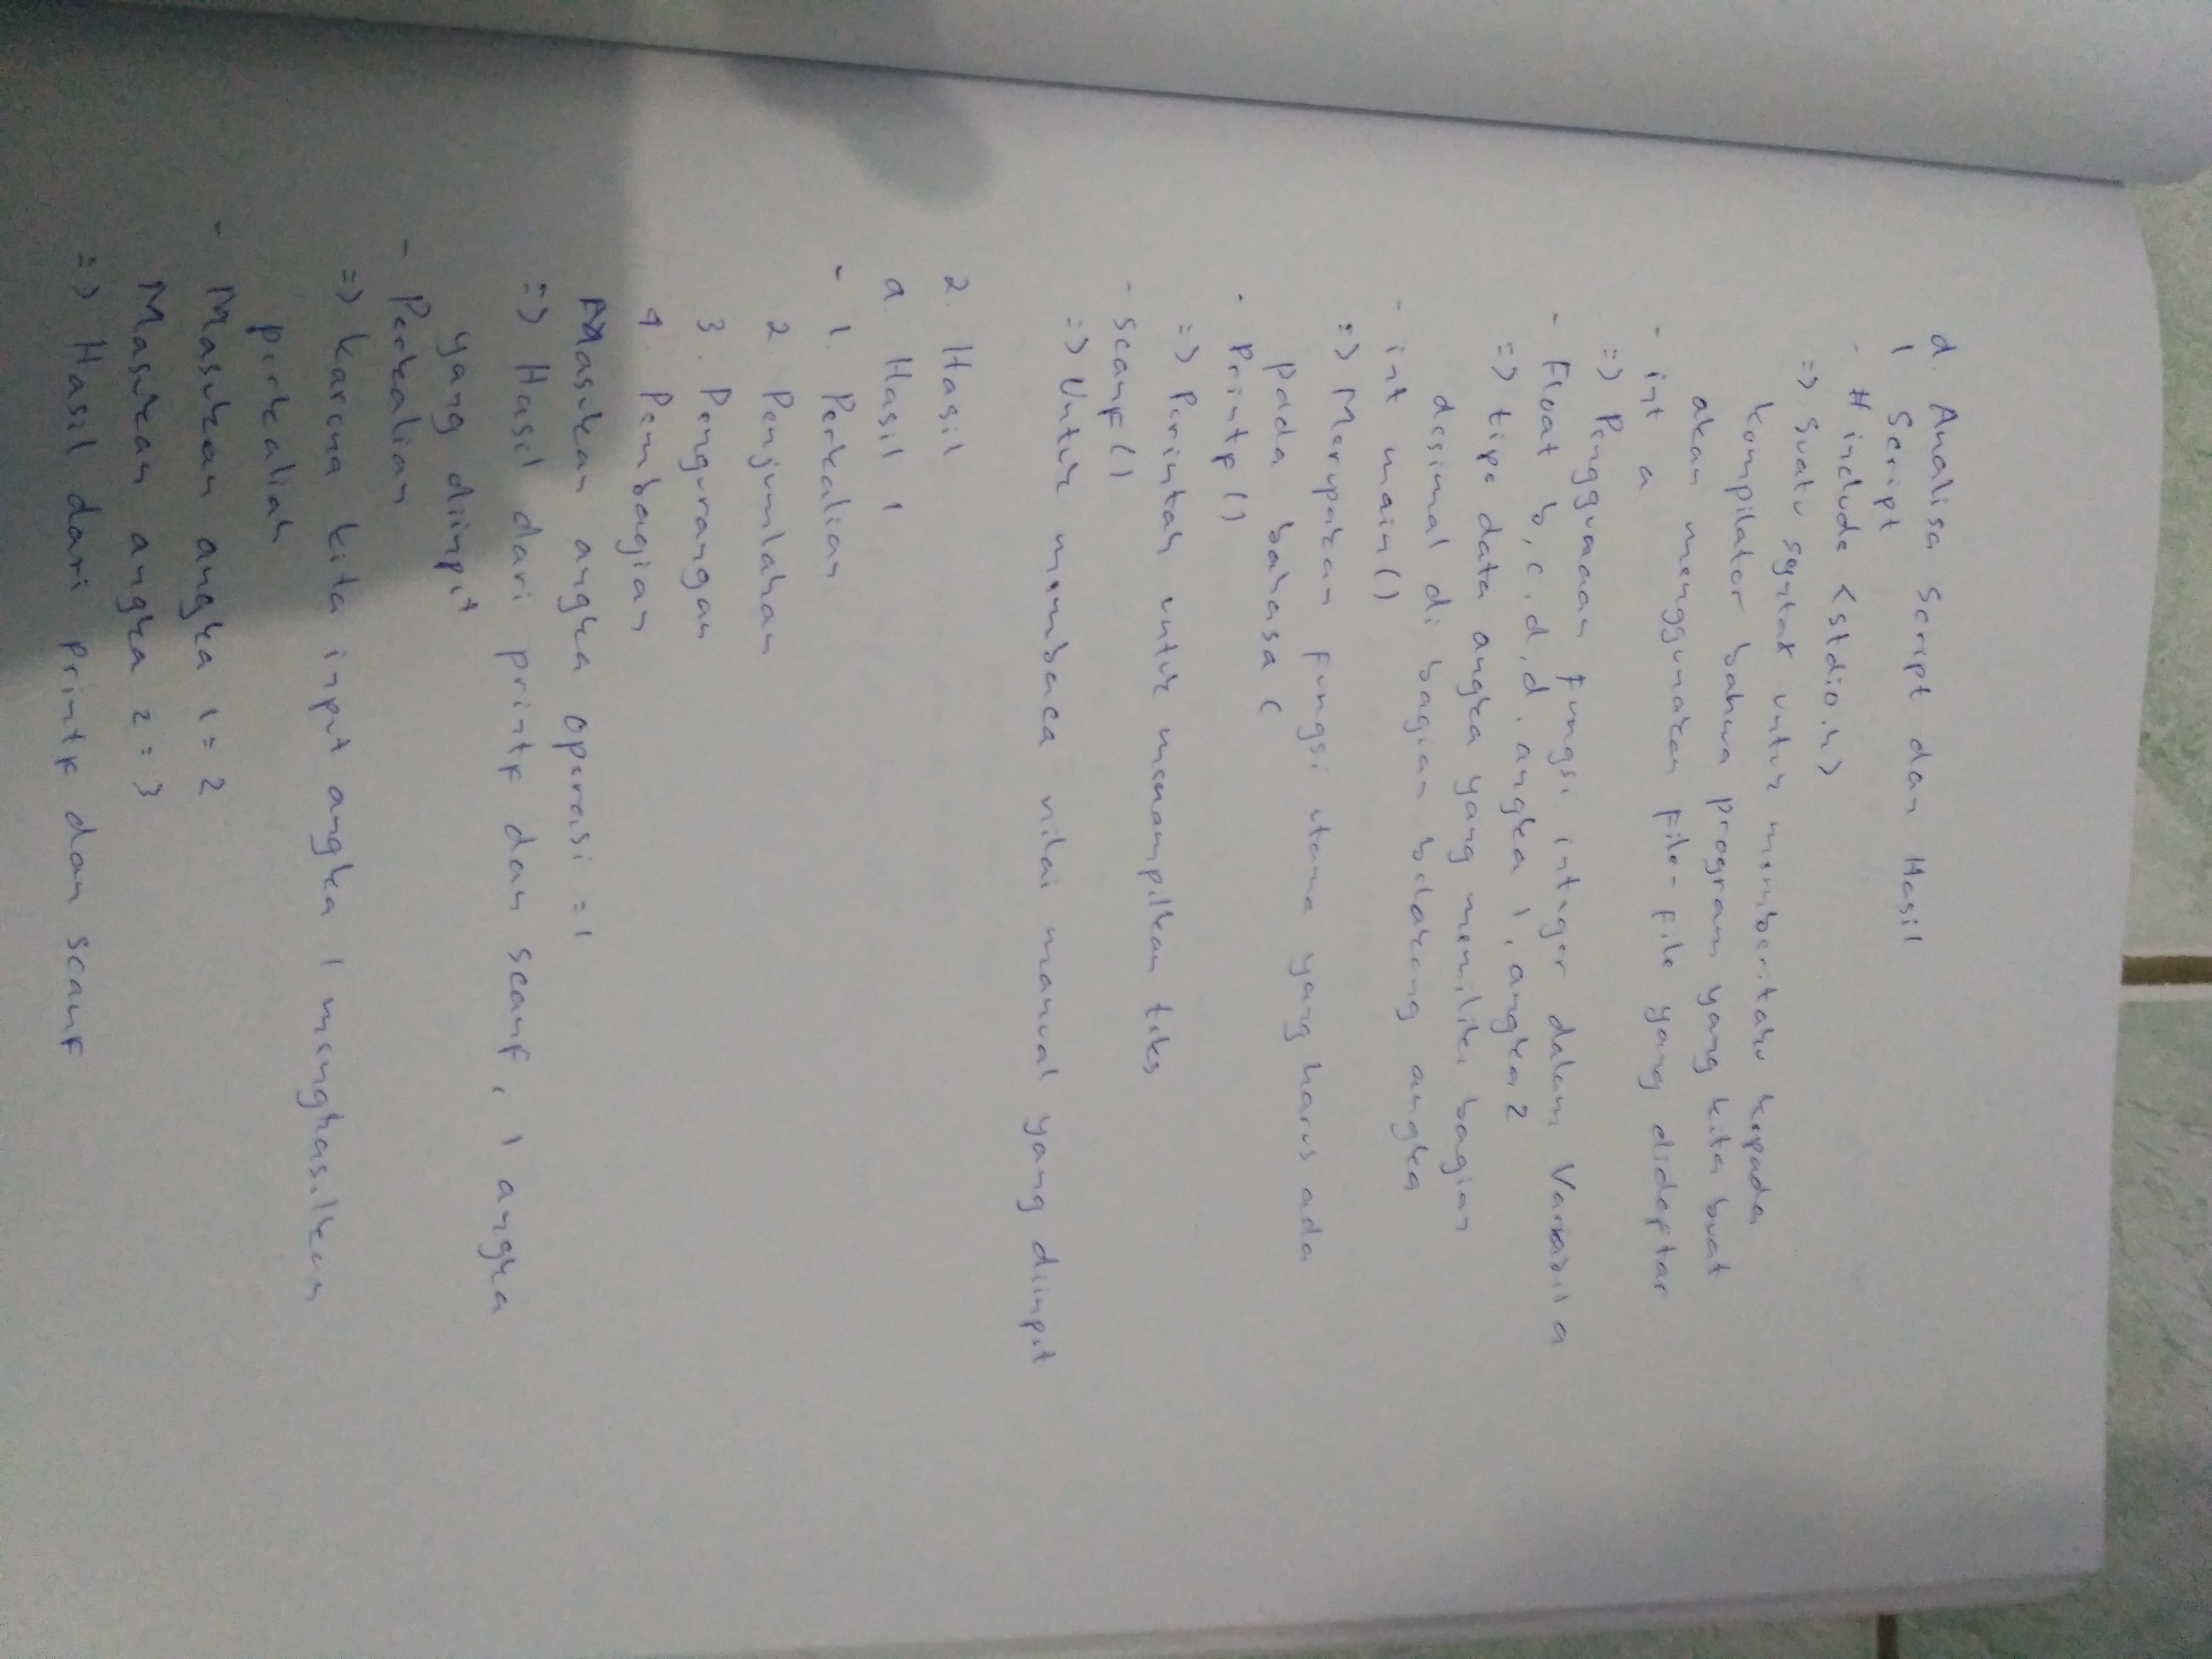 d. Analisa Script dan Hasil
1 Script
- # include <stdio.h>
=> Suatu syntax untuk memberitahu kepada
kompilator bahwa program yang kita buat
akan menggunakan file-file yang didaftar
- int a
=> Penggunaan fungsi integer dalam Variabel a
- Float b, c, d, d. angka 1, angka 2
=> tipe data angka yang memiliki bagian
desimal di bagian belakang angka
- int main()
=> Merupakan fungsi utama yang harus ada
pada bahasa C
- Printf ()
=> Perintah untuk menampilkan teks
- scanf ()
=> Untuk membaca nilai manual yang diinput
2. Hasil
a. Hasil 1
- 1. Perkalian
2 Penjumlahan
3. Pengurangan
4. Pembagian
Masukan angka operasi = 1
=> Hasil dari printf dan scanf, 1 angka
yang diinput
- Perkalian
=> karena kita input angka 1 menghasilkan
perkalian
- Masukan angka 1 = 2
Masukan angka 2 = 3
=> Hasil dari printf dan scanf